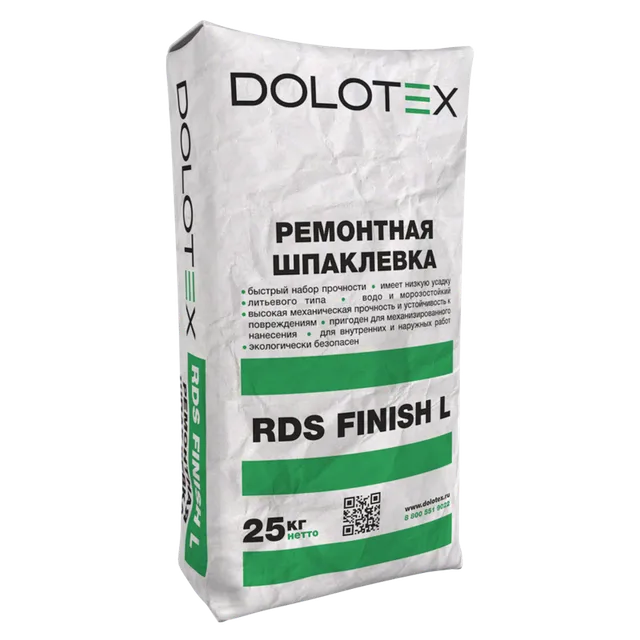 DOLOTEX
РЕМОНТНАЯ
ШПАКЛЕВКА
• быстрый набор прочности • имеет низкую усадку
• литьевого типа • водо и морозостойкий
• высокая механическая прочность и устойчивость к
повреждениям • пригоден для механизированного
нанесения • для внутренних и наружных работ
• экологически безопасен
RDS FINISH L
25кг
нетто
www.dolotex.ru
8 800 551 9022
DOLOTEX
RDS FINISH L
РЕМОНТНАЯ